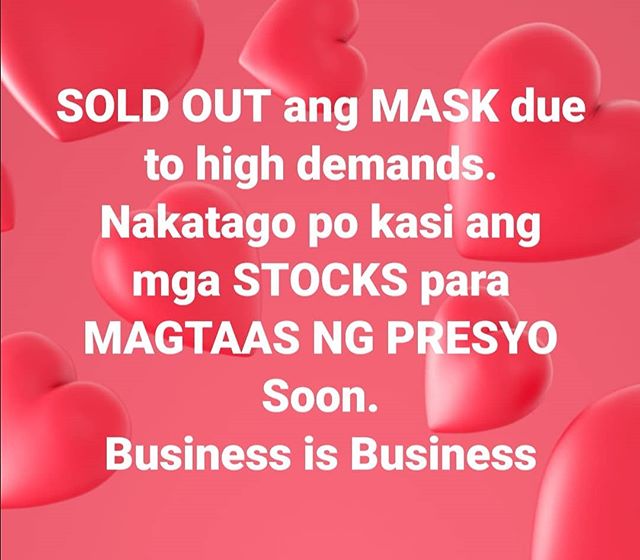 SOLD OUT ang MASK due
to high demands.
Nakatago po kasi ang
mga STOCKS para
MAGTAAS NG PRESYO
Soon.
Business is Business